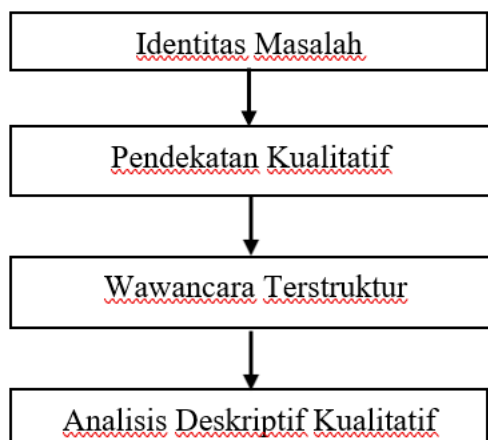 Identitas Masalah
Pendekatan Kualitatif
Wawancara Terstruktur
Analisis Deskriptif Kualitatif